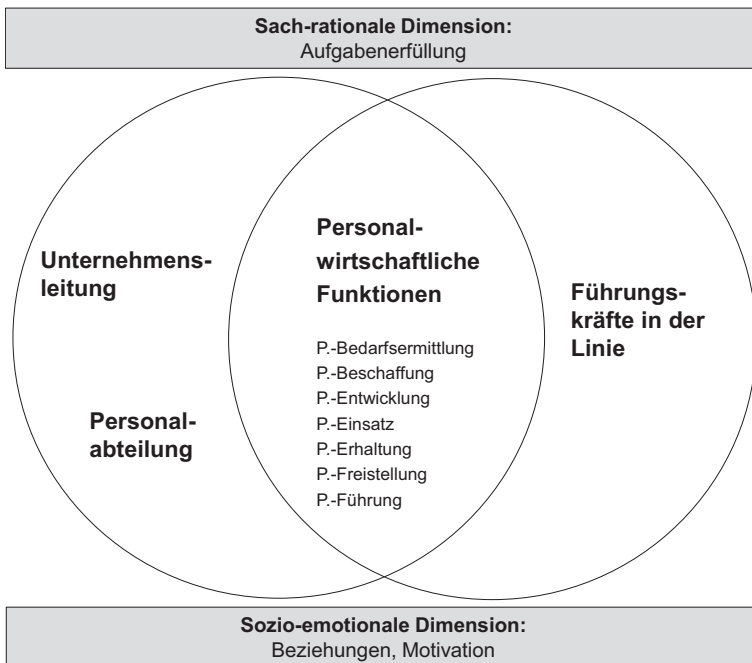 Sach-rationale Dimension:
Aufgabenerfüllung
Unternehmens-
leitung
Personal-
abteilung
Personal-
wirtschaftliche
Funktionen
P.-Bedarfsermittlung
P.-Beschaffung
P.-Entwicklung
P.-Einsatz
P.-Erhaltung
P.-Freistellung
P.-Führung
Führungs-
kräfte in der
Linie
Sozio-emotionale Dimension:
Beziehungen, Motivation